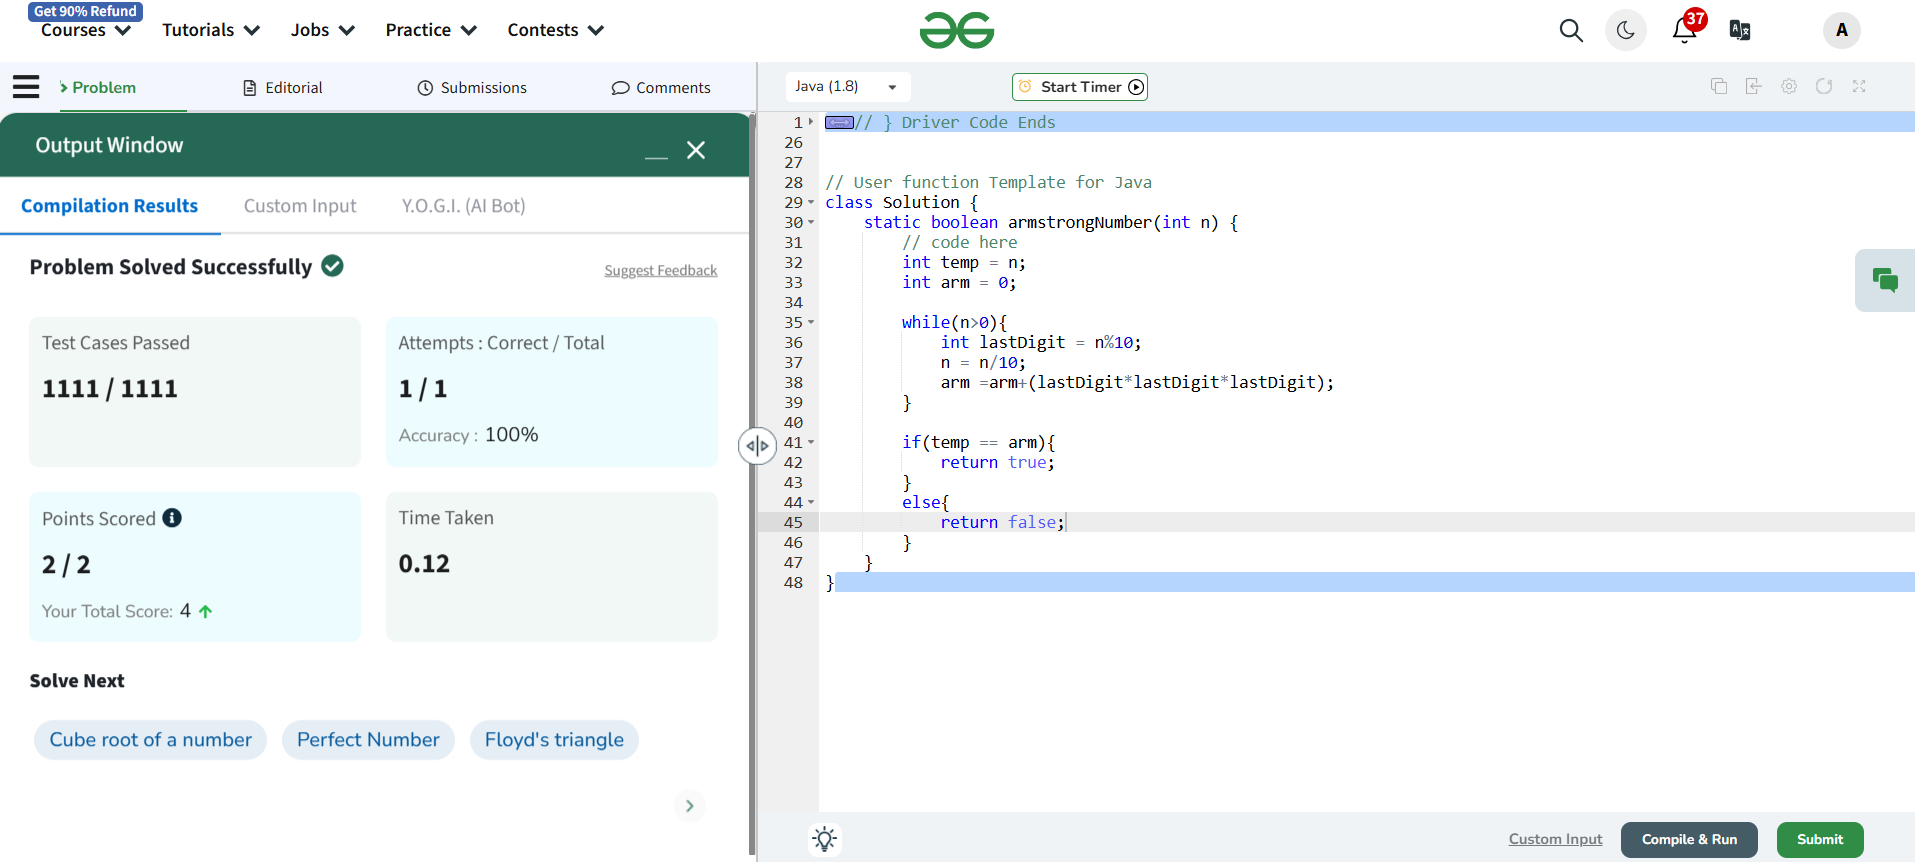 Get 90% Refund
Courses Tutorials Jobs Practice Contests
37
A
Problem Editorial Submissions Comments
Output Window
Compilation Results Custom Input Y.O.G.I. (AI Bot)
Problem Solved Successfully
Suggest Feedback
Test Cases Passed
1111 / 1111
Attempts : Correct / Total
1 / 1
Accuracy : 100%
Points Scored
2 / 2
Your Total Score: 4
Time Taken
0.12
Solve Next
Cube root of a number Perfect Number Floyd's triangle
Java (1.8) Start Timer
1 // } Driver Code Ends
26
27
28 // User function Template for Java
29 class Solution {
30 static boolean armstrongNumber(int n) {
31 // code here
32 int temp = n;
33 int arm = 0;
34
35 while(n>0){
36 int lastDigit = n%10;
37 n = n/10;
38 arm =arm+(lastDigit*lastDigit*lastDigit);
39 }
40
41 if(temp == arm){
42 return true;
43 }
44 else{
45 return false;
46 }
47 }
48 }
Custom Input Compile & Run Submit